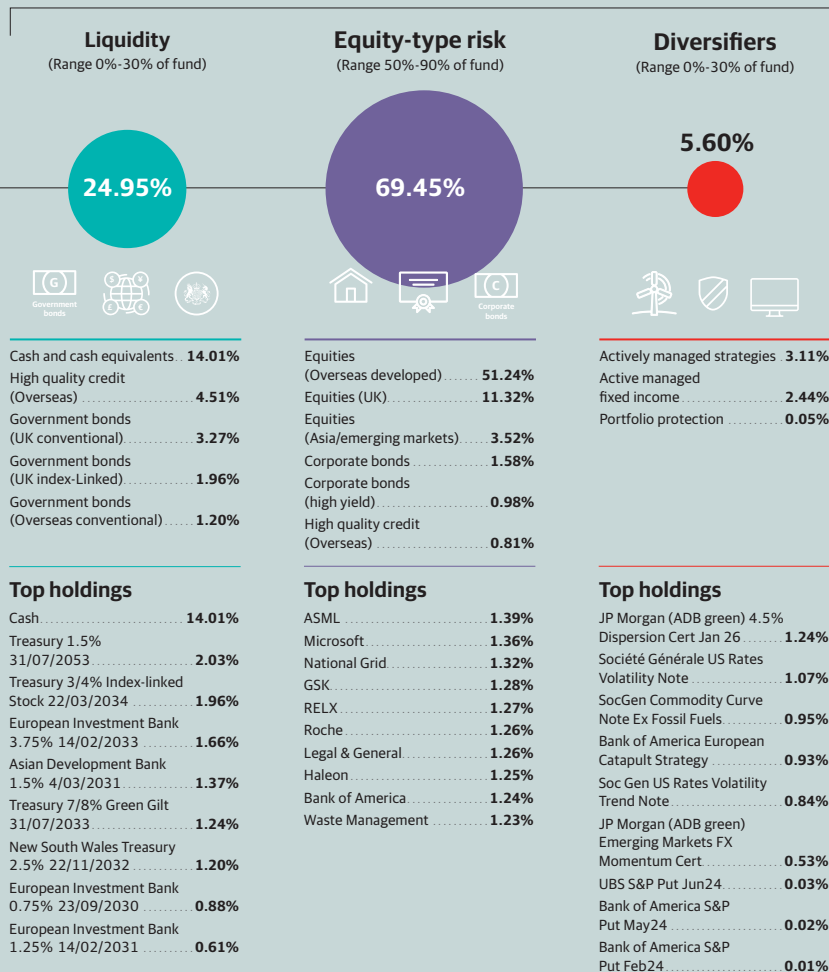 Liquidity
(Range 0%-30% of fund)
24.95%
G
Government
bonds
$ ¥
£ €
Cash and cash equivalents.. 14.01%
High quality credit
(Overseas) 4.51%
Government bonds
(UK conventional) 3.27%
Government bonds
(UK index-Linked) 1.96%
Government bonds
(Overseas conventional) 1.20%
Top holdings
Cash 14.01%
Treasury 1.5%
31/07/2053 2.03%
Treasury 3/4% Index-linked
Stock 22/03/2034 1.96%
European Investment Bank
3.75% 14/02/2033 1.66%
Asian Development Bank
1.5% 4/03/2031 1.37%
Treasury 7/8% Green Gilt
31/07/2033 1.24%
New South Wales Treasury
2.5% 22/11/2032 1.20%
European Investment Bank
0.75% 23/09/2030 0.88%
European Investment Bank
1.25% 14/02/2031 0.61%
Equity-type risk
(Range 50%-90% of fund)
69.45%
C
Corporate
bonds
Equities
(Overseas developed) 51.24%
Equities (UK) 11.32%
Equities
(Asia/emerging markets) 3.52%
Corporate bonds 1.58%
Corporate bonds
(high yield) 0.98%
High quality credit
(Overseas) 0.81%
Top holdings
ASML 1.39%
Microsoft 1.36%
National Grid 1.32%
GSK 1.28%
RELX 1.27%
Roche 1.26%
Legal & General 1.26%
Haleon 1.25%
Bank of America 1.24%
Waste Management 1.23%
Diversifiers
(Range 0%-30% of fund)
5.60%
Actively managed strategies . 3.11%
Active managed
fixed income 2.44%
Portfolio protection 0.05%
Top holdings
JP Morgan (ADB green) 4.5%
Dispersion Cert Jan 26 1.24%
Société Générale US Rates
Volatility Note 1.07%
SocGen Commodity Curve
Note Ex Fossil Fuels 0.95%
Bank of America European
Catapult Strategy 0.93%
Soc Gen US Rates Volatility
Trend Note 0.84%
JP Morgan (ADB green)
Emerging Markets FX
Momentum Cert 0.53%
UBS S&P Put Jun24 0.03%
Bank of America S&P
Put May24 0.02%
Bank of America S&P
Put Feb24 0.01%